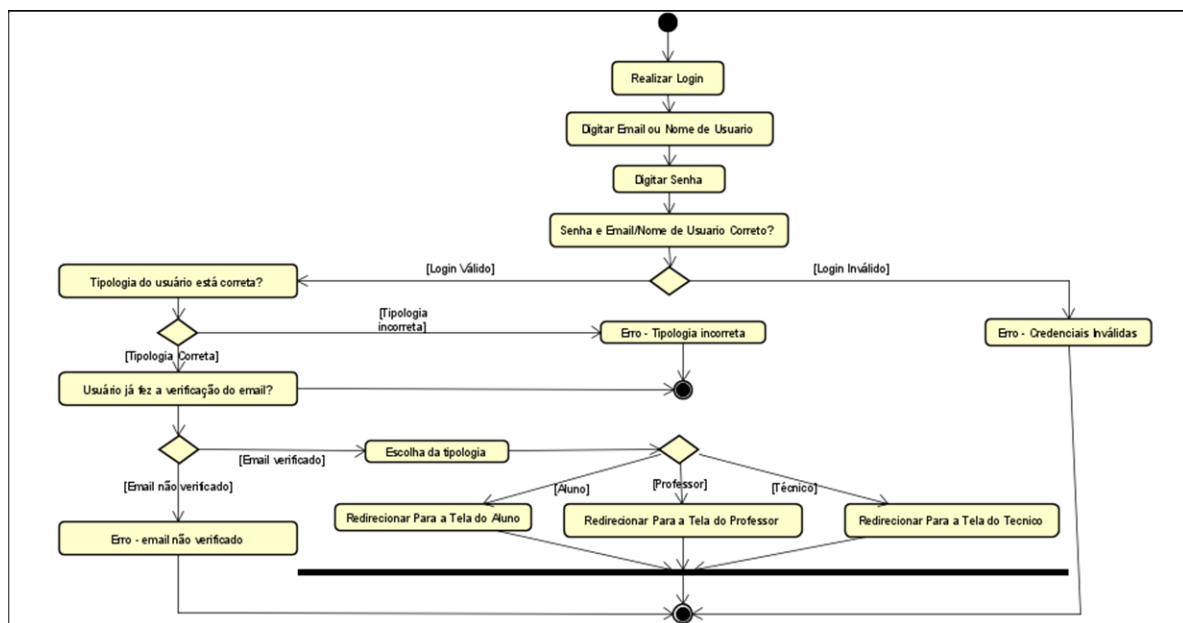 Realizar Login
Digitar Email ou Nome de Usuario
Digitar Senha
Senha e Email/Nome de Usuario Correto?
[Login Válido]
[Login Inválido]
Tipologia do usuário está correta?
[Tipologia
incorreta]
Erro - Tipologia incorreta
Erro - Credenciais Inválidas
[Tipologia Correta]
Usuário já fez a verificação do email?
[Email verificado]
Escolha da tipologia
[Email não verificado]
[Aluno]
[Professor]
[Técnico]
Redirecionar Para a Tela do Aluno
Redirecionar Para a Tela do Professor
Redirecionar Para a Tela do Tecnico
Erro - email não verificado